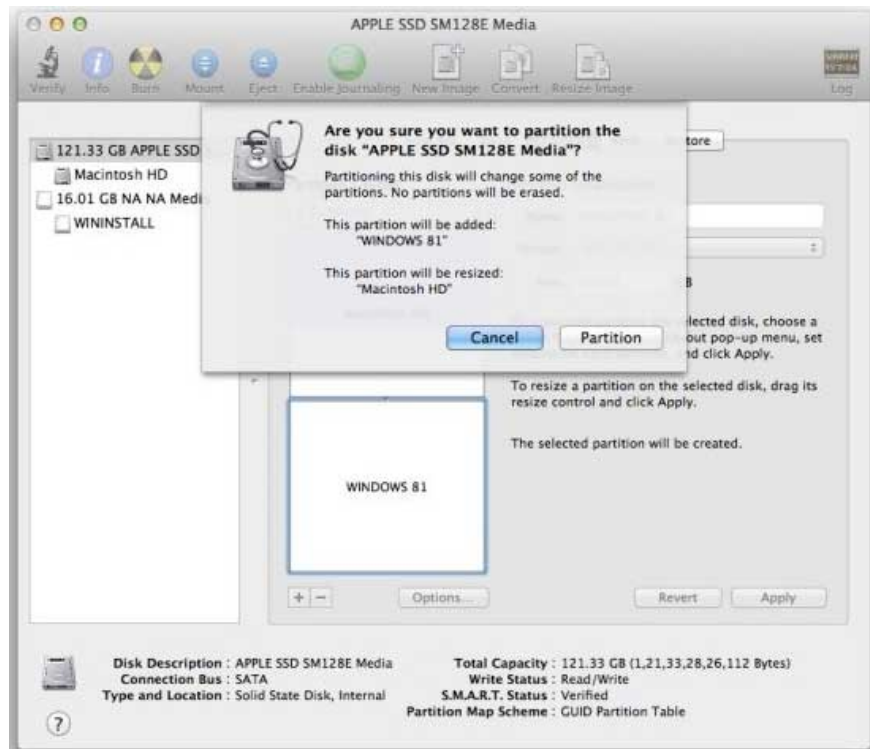 APPLE SSD SM128E Media
Verify Info Burn Mount Eject Enable Journaling New Image Convert Resize Image Log
Are you sure you want to partition the
disk "APPLE SSD SM128E Media"?
Partitioning this disk will change some of the
partitions. No partitions will be erased.
This partition will be added:
"WINDOWS 81"
This partition will be resized:
"Macintosh HD"
Cancel Partition
121.33 GB APPLE SSD
Macintosh HD
16.01 GB NA NA Medi
WININSTALL
tore
B
elected disk, choose a
out pop-up menu, set
nd click Apply.
To resize a partition on the selected disk, drag its
resize control and click Apply.
The selected partition will be created.
WINDOWS 81
+ − Options... Revert Apply
Disk Description : APPLE SSD SM128E Media
Connection Bus : SATA
Type and Location : Solid State Disk, Internal
Total Capacity : 121.33 GB (1,21,33,28,26,112 Bytes)
Write Status : Read/Write
S.M.A.R.T. Status : Verified
Partition Map Scheme : GUID Partition Table
?